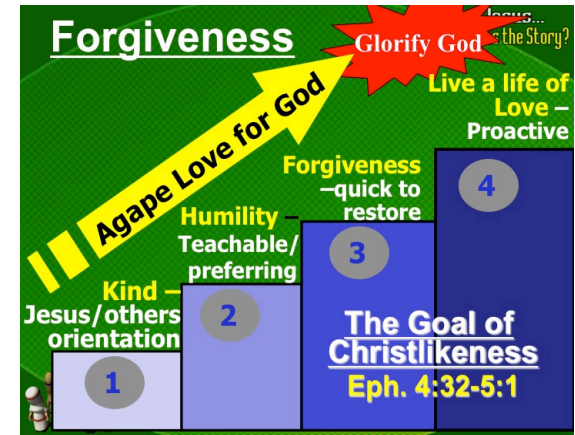 Forgiveness
Jesus...
s the Story?
Glorify God
Agape Love for God
Live a life of
Love –
Proactive
Forgiveness
–quick to
restore
Humility –
Teachable/
preferring
Kind –
Jesus/others
orientation
1
2
3
4
The Goal of
Christlikeness
Eph. 4:32-5:1